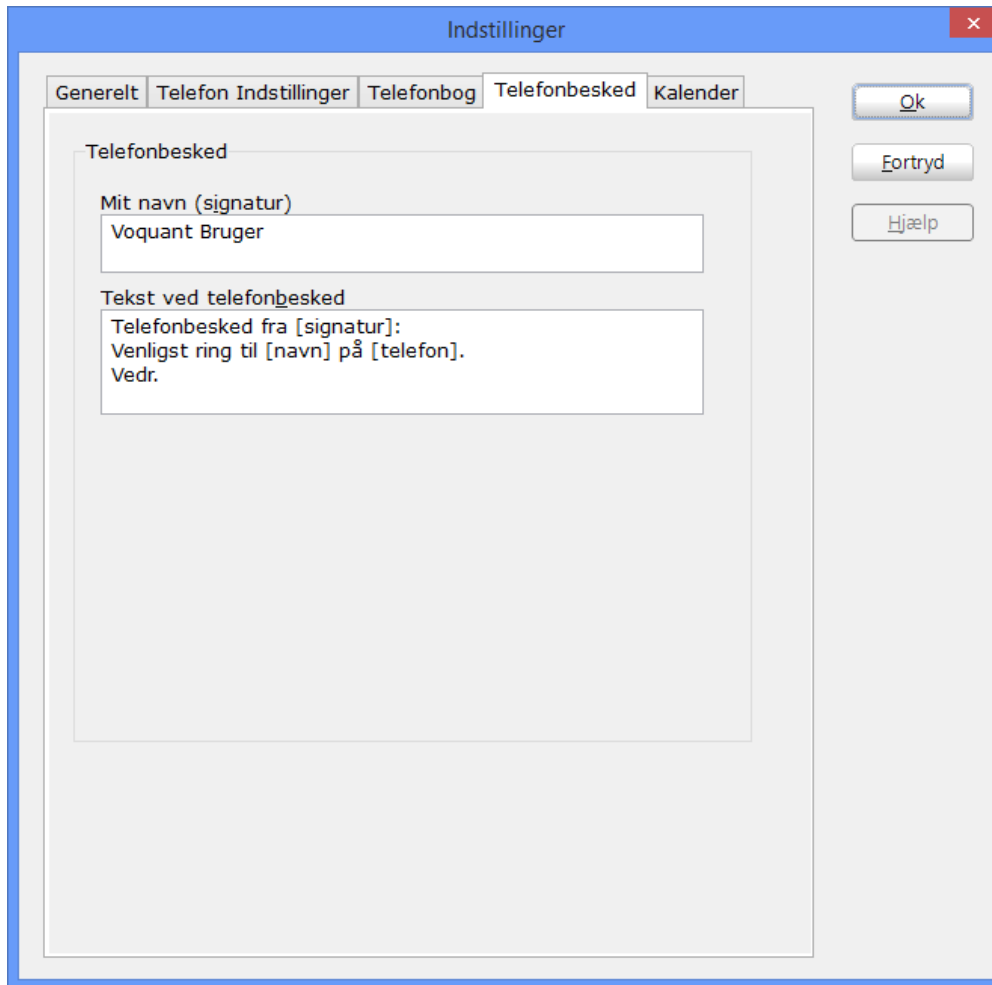 Indstillinger
Generelt Telefon Indstillinger Telefonbog Telefonbesked Kalender
Ok
Fortryd
Hjælp
Telefonbesked
Mit navn (signatur)
Voquant Bruger
Tekst ved telefonbesked
Telefonbesked fra [signatur]:
Venligst ring til [navn] på [telefon].
Vedr.